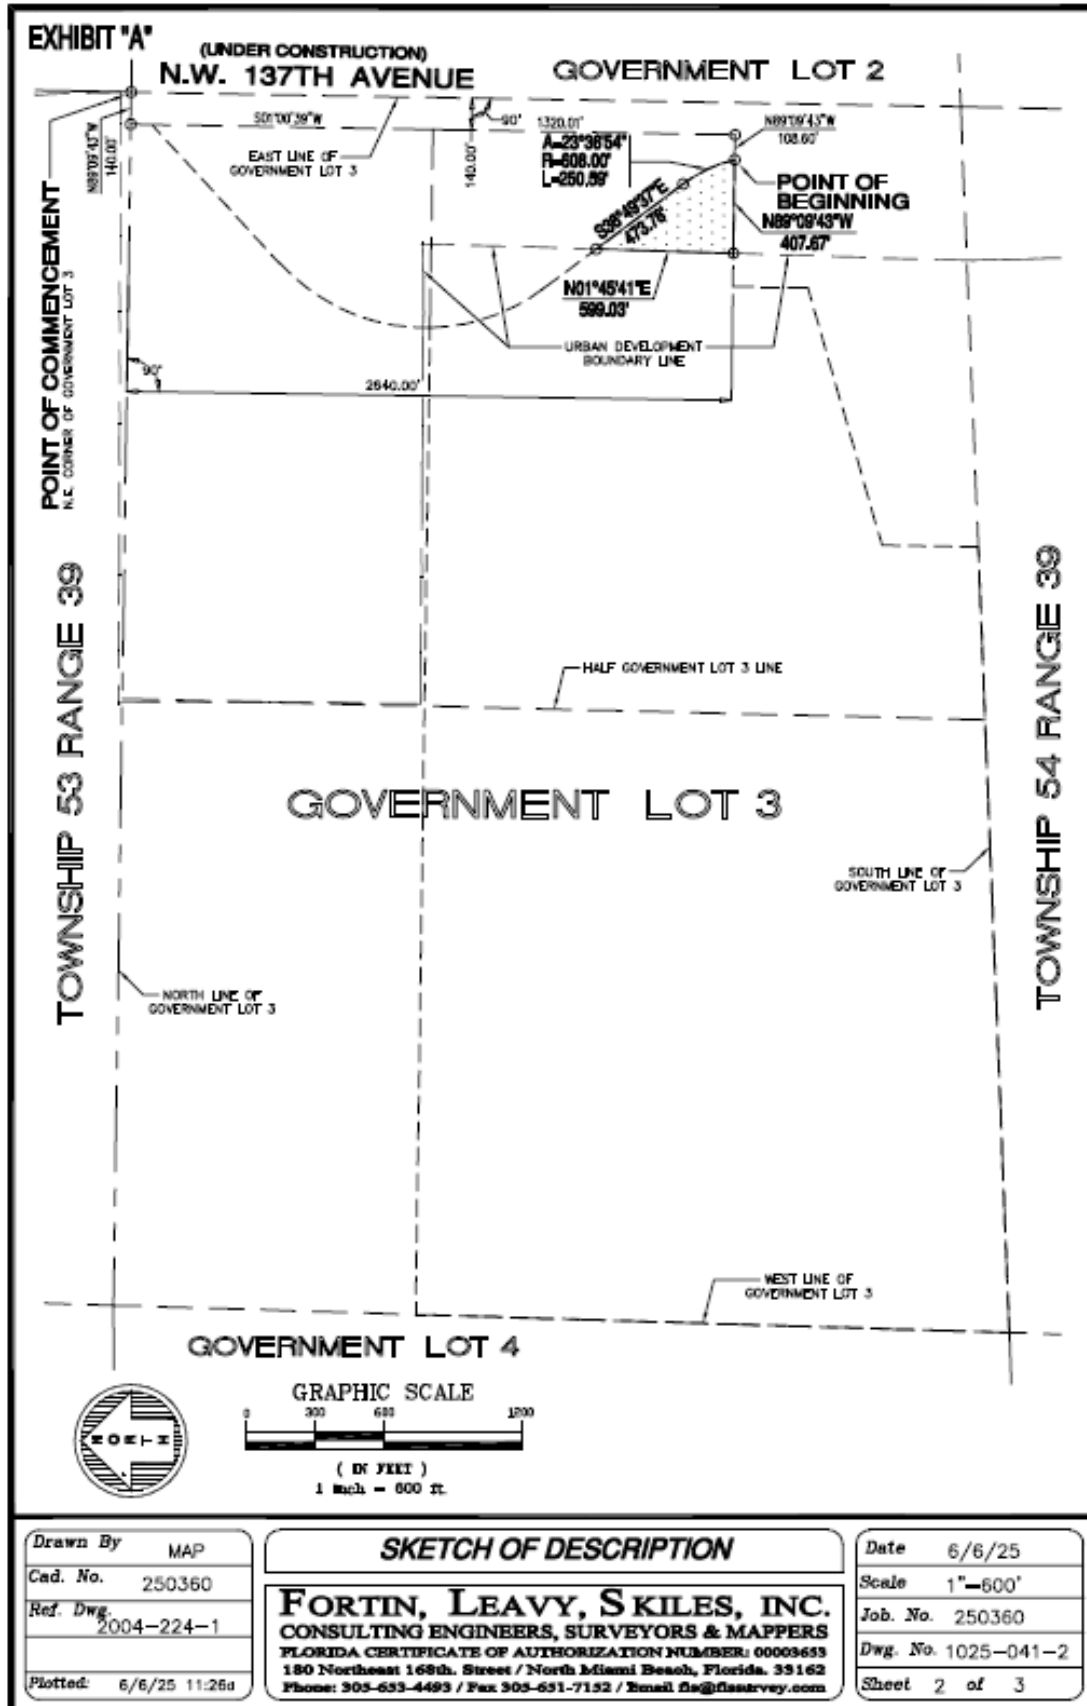 EXHIBIT "A"
(UNDER CONSTRUCTION)
N.W. 137TH AVENUE
GOVERNMENT LOT 2
S01°00'39"W
1320.01'
90°
N89°09'43"W
108.60'
N89°09'43"W
140.00'
EAST LINE OF
GOVERNMENT LOT 3
140.00'
A=23°36'54"
R=608.00'
L=250.59'
POINT OF
BEGINNING
S38°49'37"E
473.76'
N89°09'43"W
407.67'
N01°45'41"E
599.03'
URBAN DEVELOPMENT
BOUNDARY LINE
POINT OF COMMENCEMENT
N.E. CORNER OF GOVERNMENT LOT 3
90°
2640.00'
TOWNSHIP 53 RANGE 39
TOWNSHIP 54 RANGE 39
HALF GOVERNMENT LOT 3 LINE
GOVERNMENT LOT 3
SOUTH LINE OF
GOVERNMENT LOT 3
NORTH LINE OF
GOVERNMENT LOT 3
WEST LINE OF
GOVERNMENT LOT 3
GOVERNMENT LOT 4
NORTH
GRAPHIC SCALE
0 300 600 1200
( IN FEET )
1 inch = 600 ft.
Drawn By MAP
Cad. No. 250360
Ref. Dwg. 2004-224-1
Plotted: 6/6/25 11:26a
SKETCH OF DESCRIPTION
FORTIN, LEAVY, SKILES, INC.
CONSULTING ENGINEERS, SURVEYORS & MAPPERS
FLORIDA CERTIFICATE OF AUTHORIZATION NUMBER: 00003653
180 Northeast 168th. Street / North Miami Beach, Florida. 33162
Phone: 305-653-4493 / Fax 305-651-7152 / Email fls@flssurvey.com
Date 6/6/25
Scale 1"=600'
Job. No. 250360
Dwg. No. 1025-041-2
Sheet 2 of 3